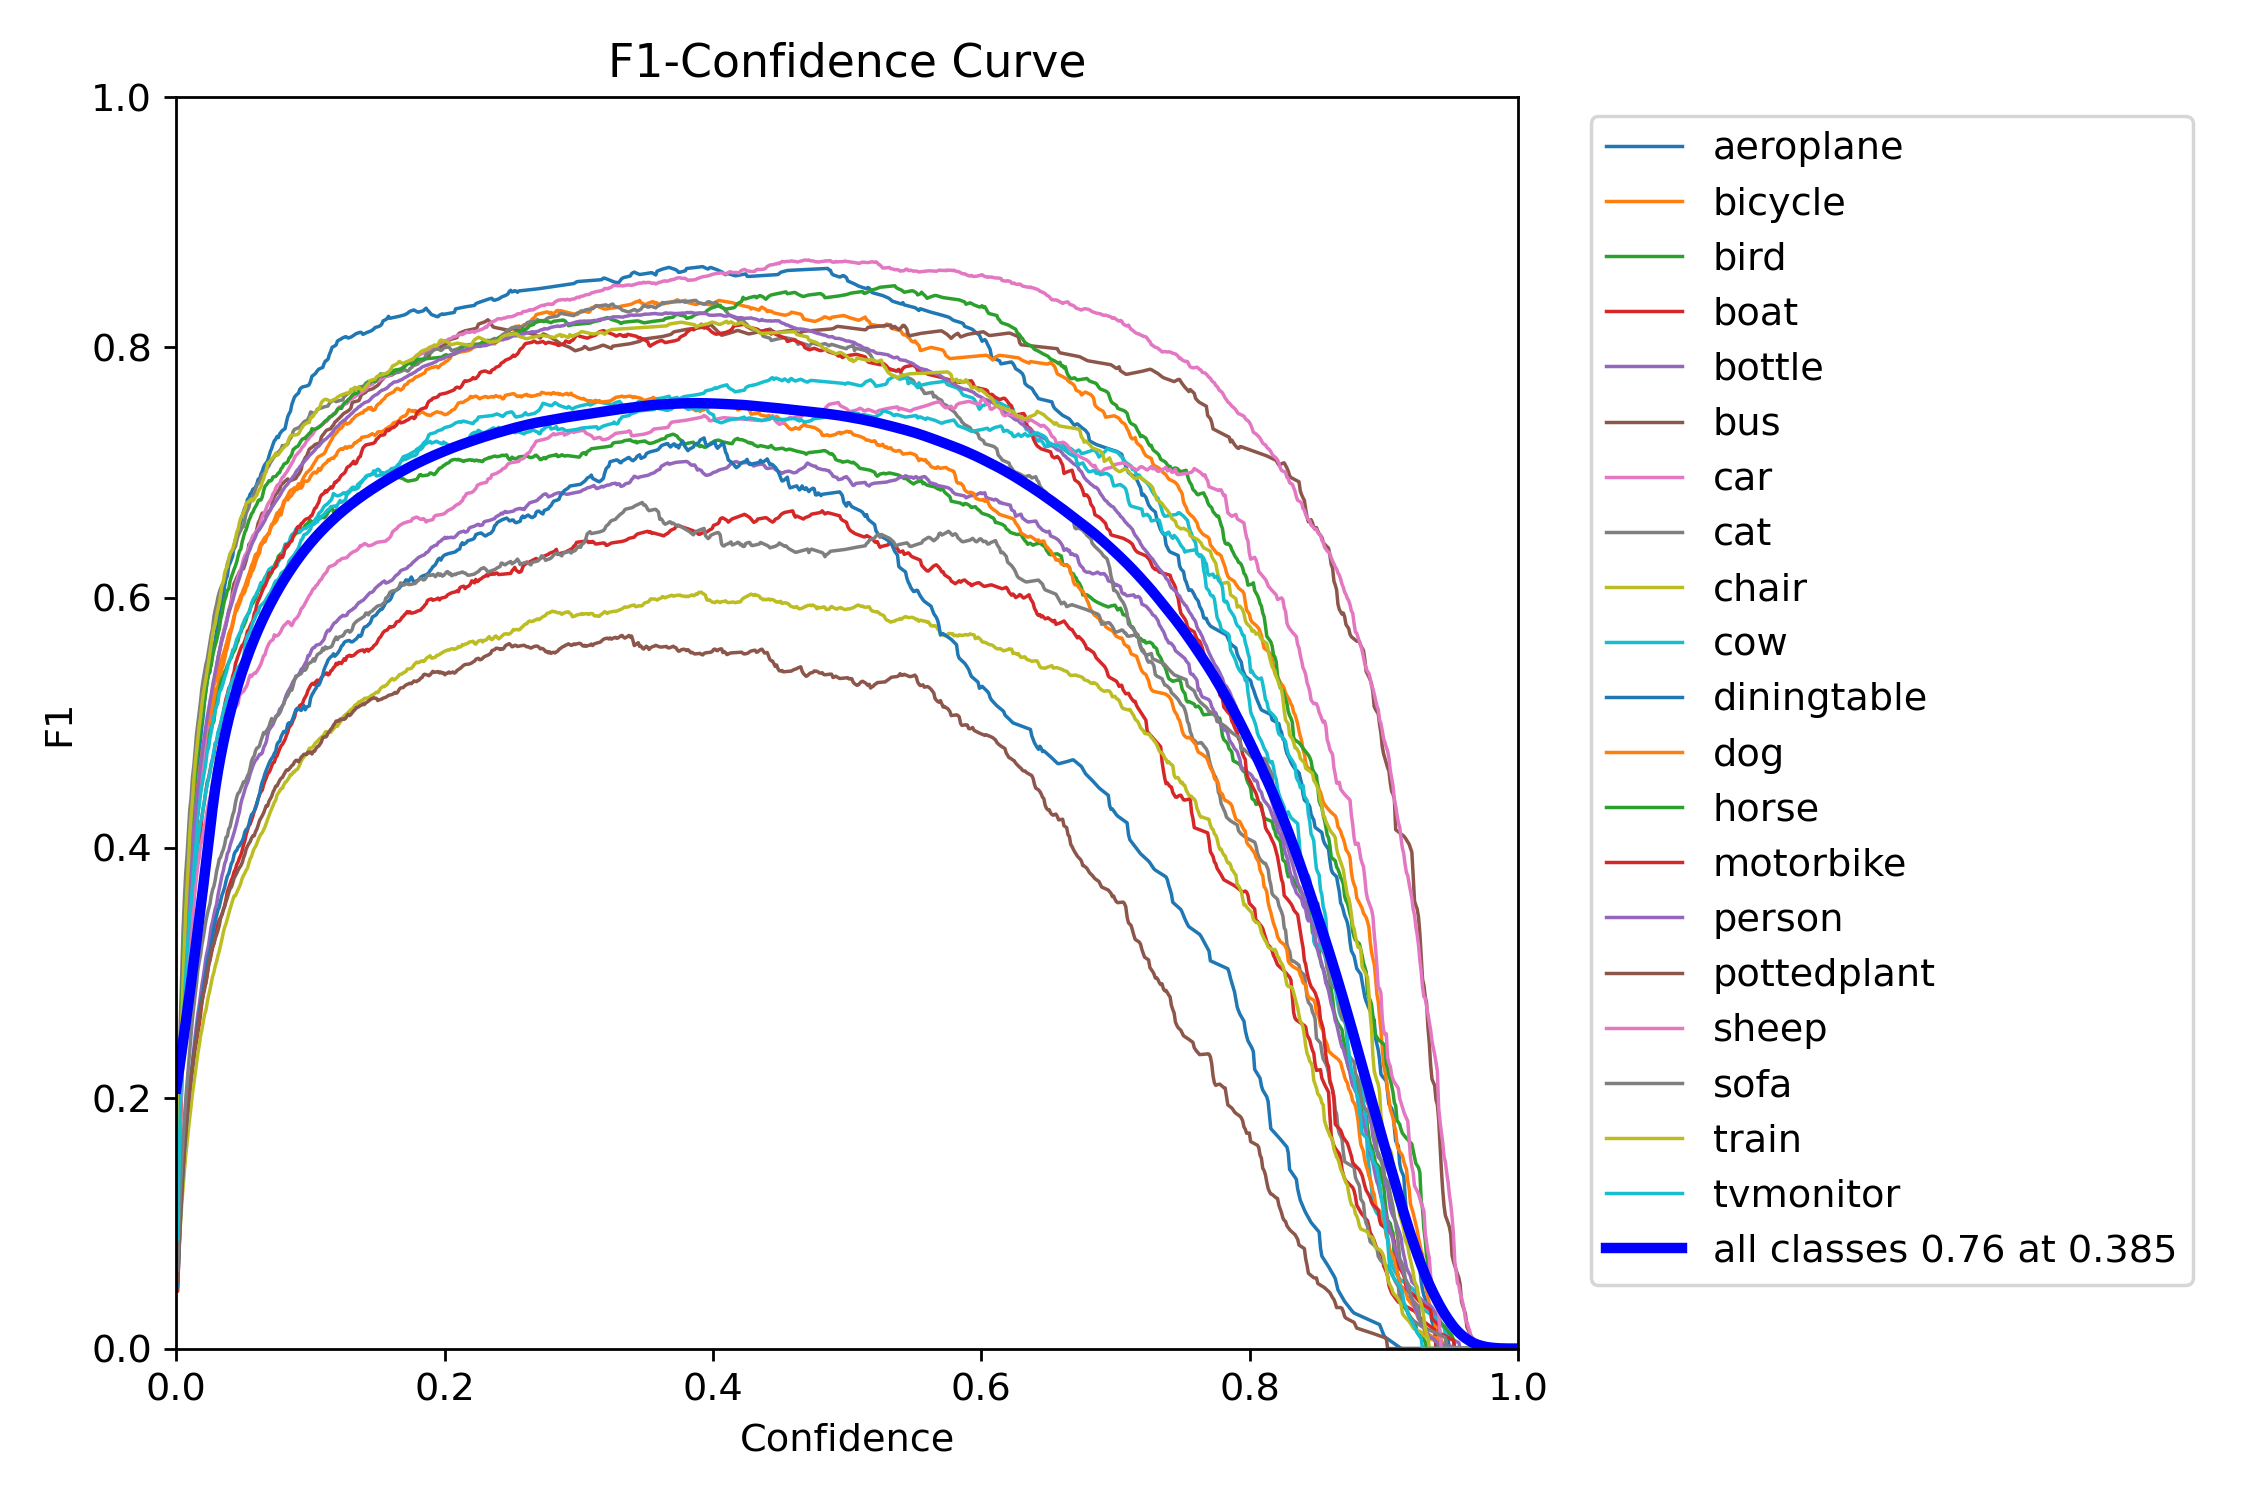 F1-Confidence Curve
1.0
0.8
0.6
0.4
0.2
0.0
F1
0.0 0.2 0.4 0.6 0.8 1.0
Confidence
aeroplane
bicycle
bird
boat
bottle
bus
car
cat
chair
cow
diningtable
dog
horse
motorbike
person
pottedplant
sheep
sofa
train
tvmonitor
all classes 0.76 at 0.385